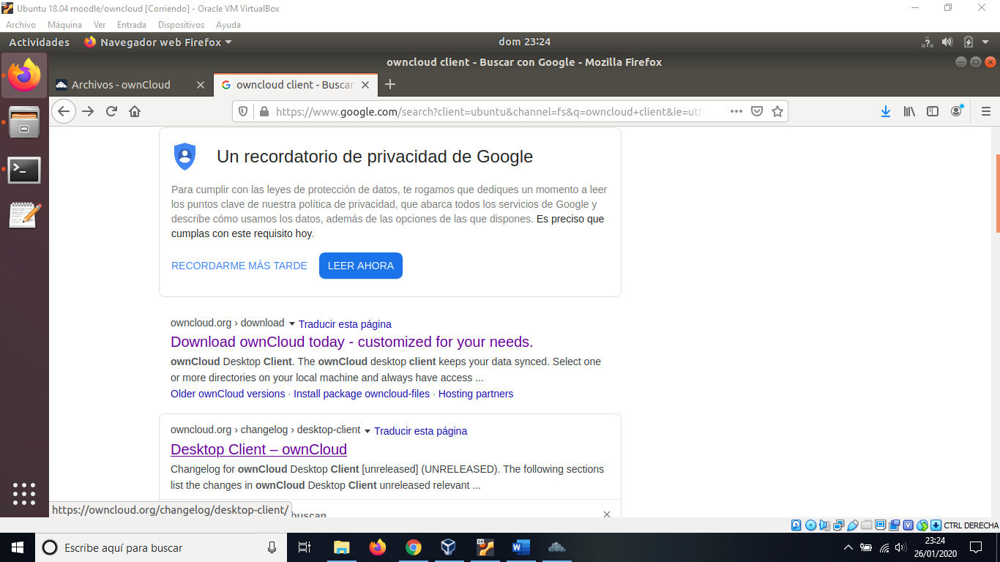 Ubuntu 18.04 moodle/owncloud [Corriendo] - Oracle VM VirtualBox
Archivo Máquina Ver Entrada Dispositivos Ayuda
Actividades Navegador web Firefox dom 23:24
owncloud client - Buscar con Google - Mozilla Firefox
Archivos - ownCloud owncloud client - Buscar
https://www.google.com/search?client=ubuntu&channel=fs&q=owncloud+client&ie=utf
Un recordatorio de privacidad de Google
Para cumplir con las leyes de protección de datos, te rogamos que dediques un momento a leer
los puntos clave de nuestra política de privacidad, que abarca todos los servicios de Google y
describe cómo usamos los datos, además de las opciones de las que dispones. Es preciso que
cumplas con este requisito hoy.
RECORDARME MÁS TARDE LEER AHORA
owncloud.org › download Traducir esta página
Download ownCloud today - customized for your needs.
ownCloud Desktop Client. The ownCloud desktop client keeps your data synced. Select one
or more directories on your local machine and always have access ...
Older ownCloud versions · Install package owncloud-files · Hosting partners
owncloud.org › changelog › desktop-client Traducir esta página
Desktop Client – ownCloud
Changelog for ownCloud Desktop Client [unreleased] (UNRELEASED). The following sections
list the changes in ownCloud Desktop Client unreleased relevant ...
https://owncloud.org/changelog/desktop-client/ buscan
CTRL DERECHA
Escribe aquí para buscar
23:24
26/01/2020